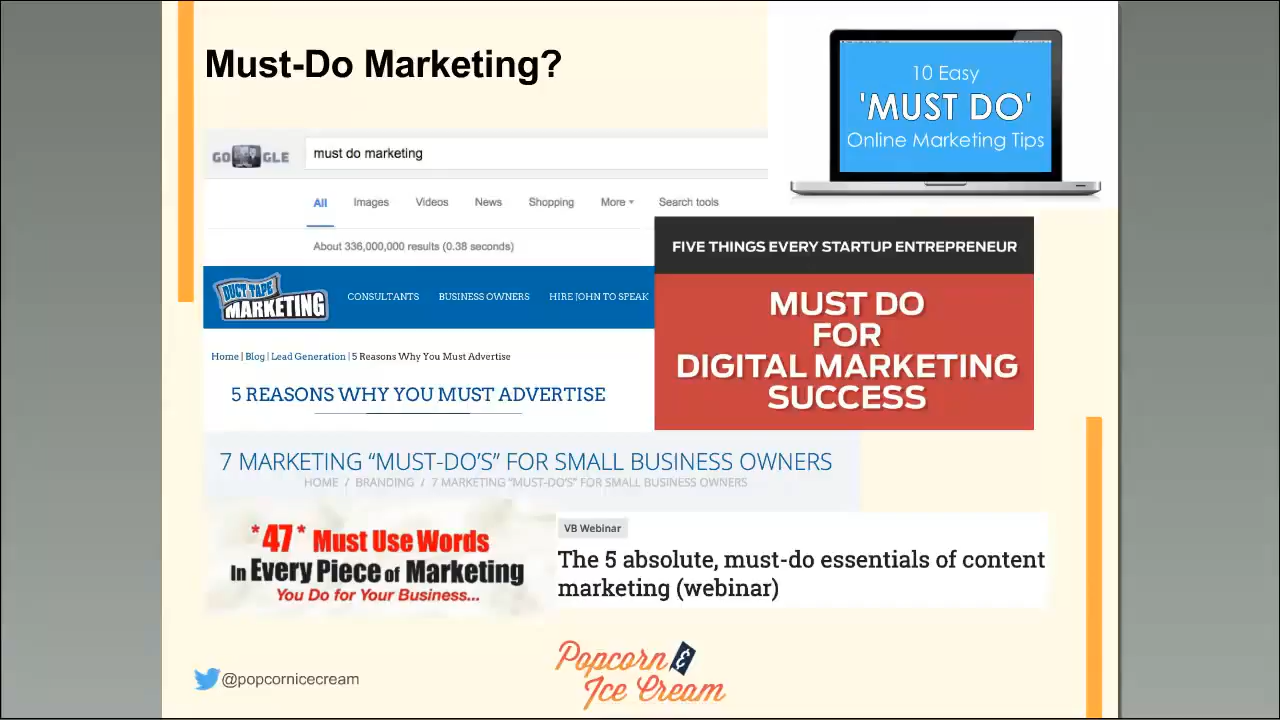 Must-Do Marketing?
10 Easy
'MUST DO'
Online Marketing Tips
GO GLE
must do marketing
All Images Videos News Shopping More Search tools
About 336,000,000 results (0.38 seconds)
FIVE THINGS EVERY STARTUP ENTREPRENEUR
MUST DO
FOR
DIGITAL MARKETING
SUCCESS
DUCT TAPE
MARKETING
CONSULTANTS BUSINESS OWNERS HIRE JOHN TO SPEAK
Home | Blog | Lead Generation | 5 Reasons Why You Must Advertise
5 REASONS WHY YOU MUST ADVERTISE
7 MARKETING “MUST-DO’S” FOR SMALL BUSINESS OWNERS
HOME / BRANDING / 7 MARKETING “MUST-DO’S” FOR SMALL BUSINESS OWNERS
*47* Must Use Words
In Every Piece of Marketing
You Do for Your Business...
VB Webinar
The 5 absolute, must-do essentials of content
marketing (webinar)
@popcornicecream
Popcorn &
Ice Cream